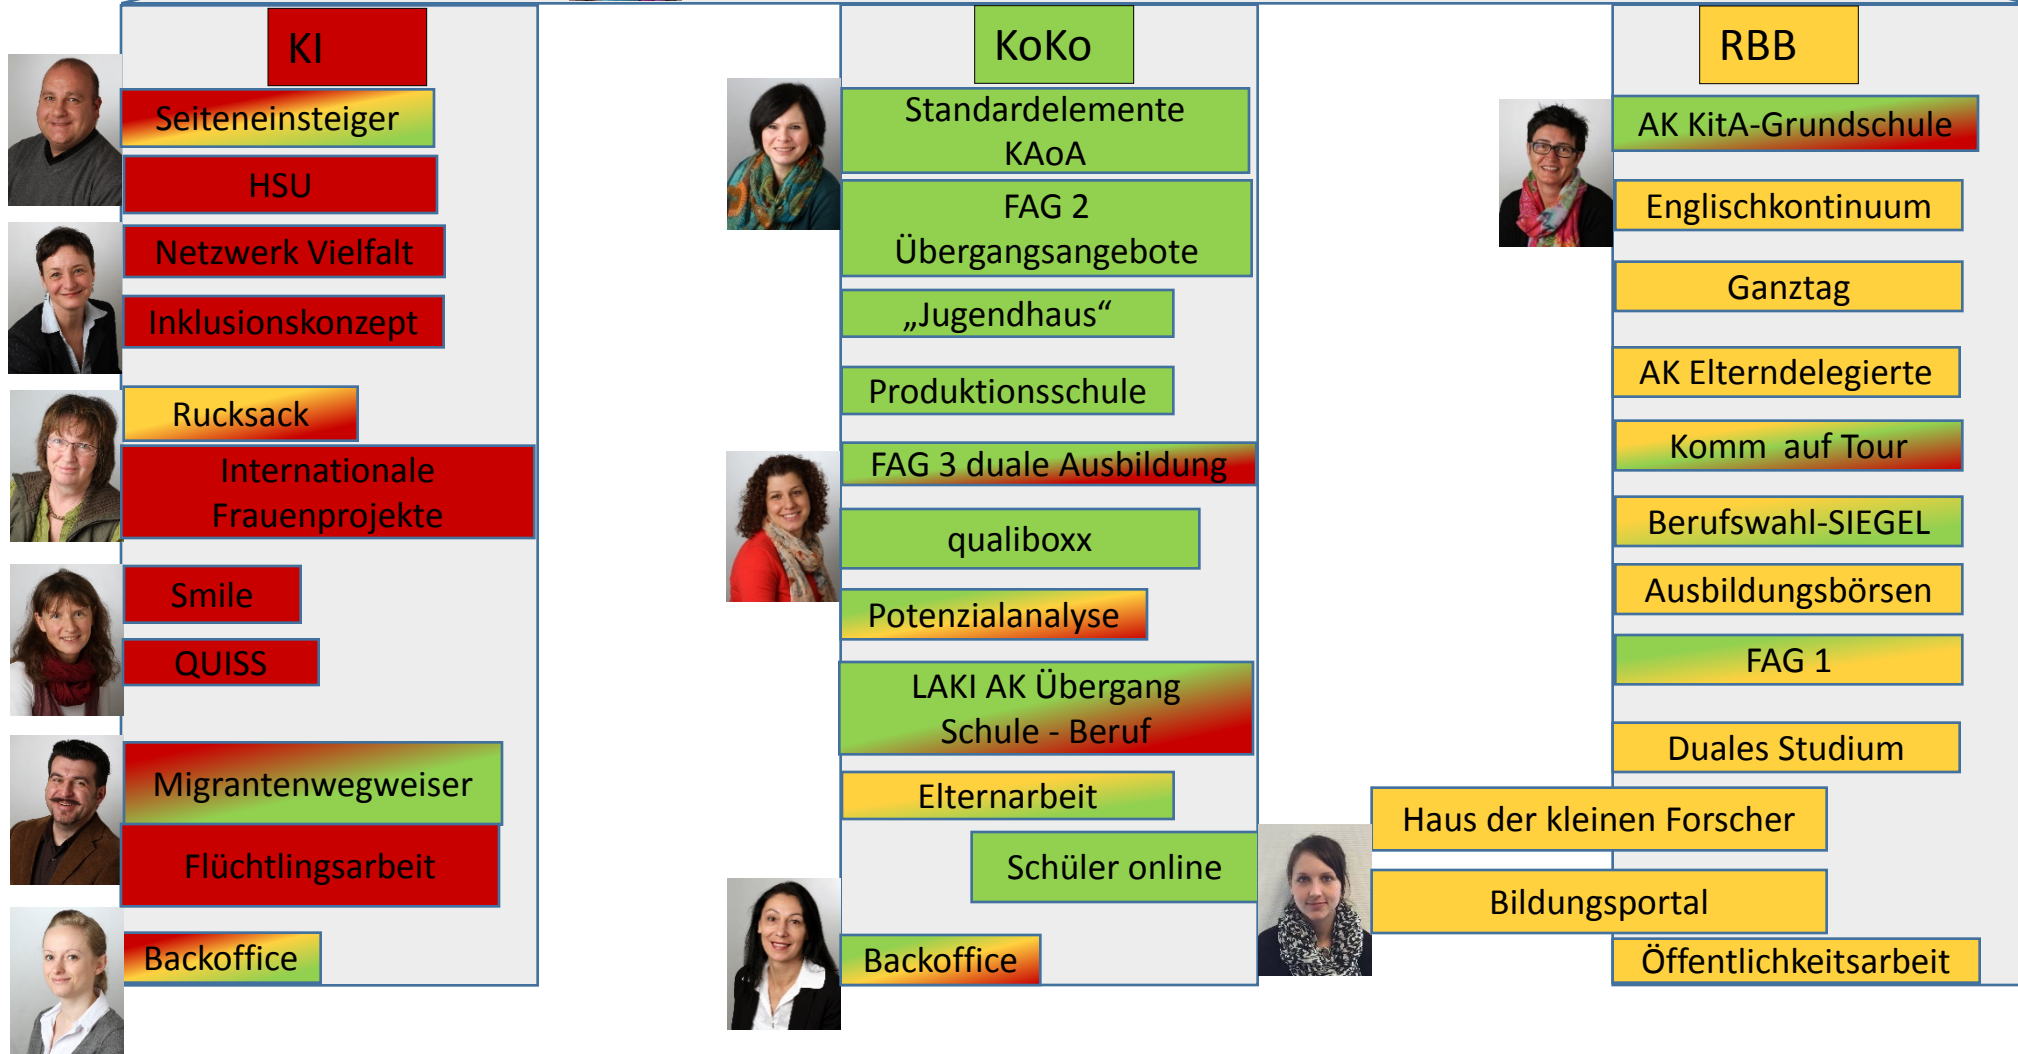 KI
Seiteneinsteiger
HSU
Netzwerk Vielfalt
Inklusionskonzept
Rucksack
Internationale
Frauenprojekte
Smile
QUISS
Migrantenwegweiser
Flüchtlingsarbeit
Backoffice
KoKo
Standardelemente
KAoA
FAG 2
Übergangsangebote
„Jugendhaus“
Produktionsschule
FAG 3 duale Ausbildung
qualiboxx
Potenzialanalyse
LAKI AK Übergang
Schule - Beruf
Elternarbeit
Schüler online
Backoffice
RBB
AK KitA-Grundschule
Englischkontinuum
Ganztag
AK Elterndelegierte
Komm auf Tour
Berufswahl-SIEGEL
Ausbildungsbörsen
FAG 1
Duales Studium
Haus der kleinen Forscher
Bildungsportal
Öffentlichkeitsarbeit